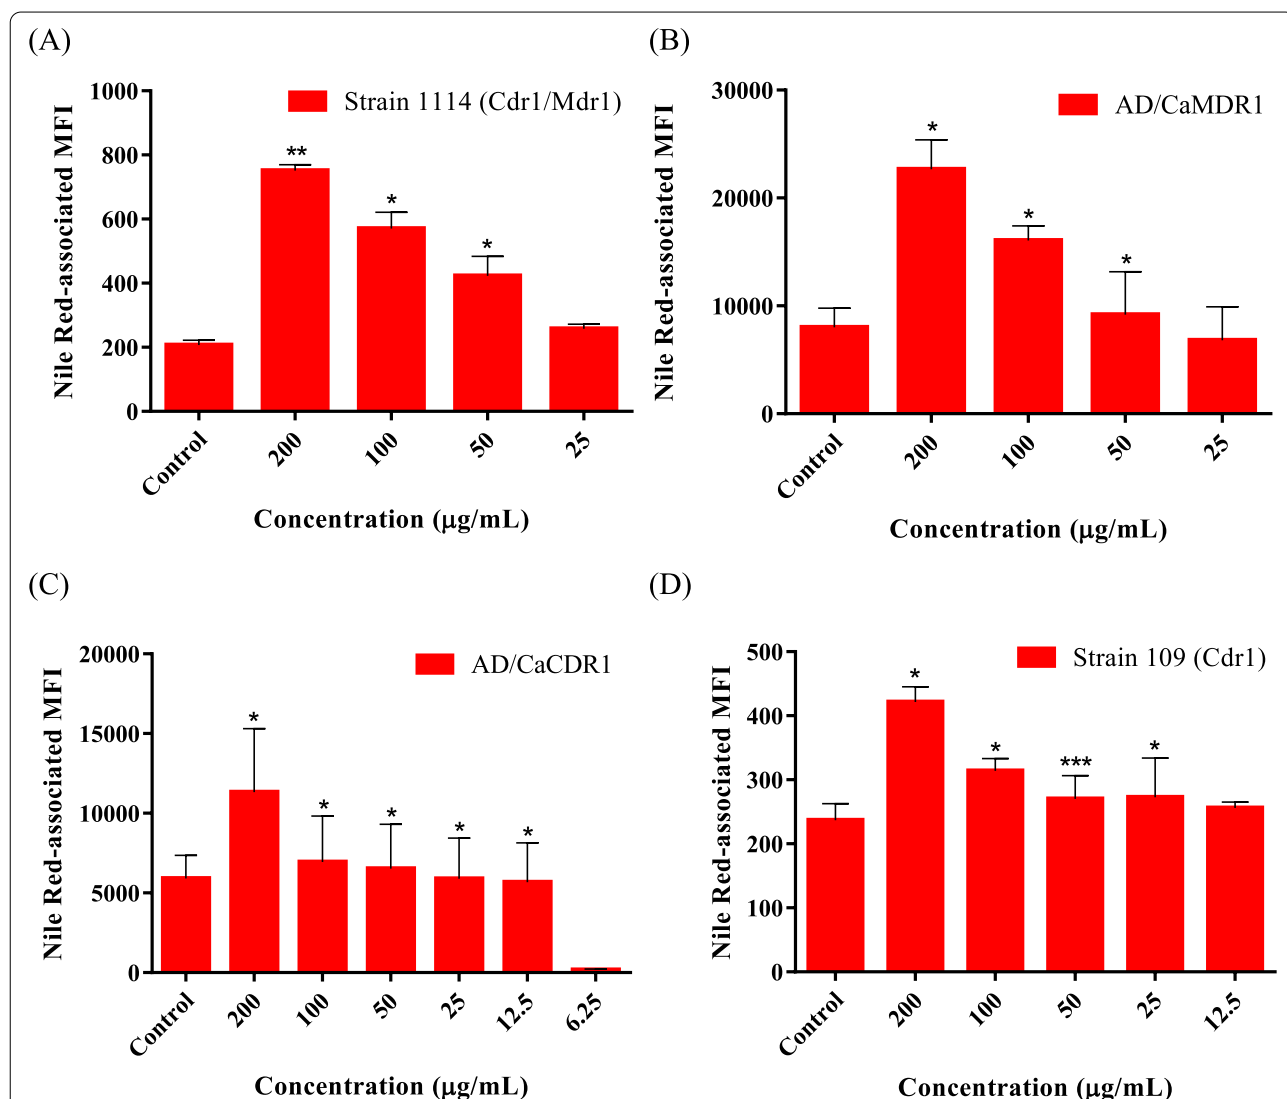 (A)
Strain 1114 (Cdr1/Mdr1)
Nile Red-associated MFI
1000
800
600
400
200
0
**
*
*
Control
200
100
50
25
Concentration (μg/mL)
(B)
AD/CaMDR1
Nile Red-associated MFI
30000
20000
10000
0
*
*
*
Control
200
100
50
25
Concentration (μg/mL)
(C)
AD/CaCDR1
Nile Red-associated MFI
20000
15000
10000
5000
0
*
*
*
*
*
Control
200
100
50
25
12.5
6.25
Concentration (μg/mL)
(D)
Strain 109 (Cdr1)
Nile Red-associated MFI
500
400
300
200
100
0
*
*
***
*
Control
200
100
50
25
12.5
Concentration (μg/mL)